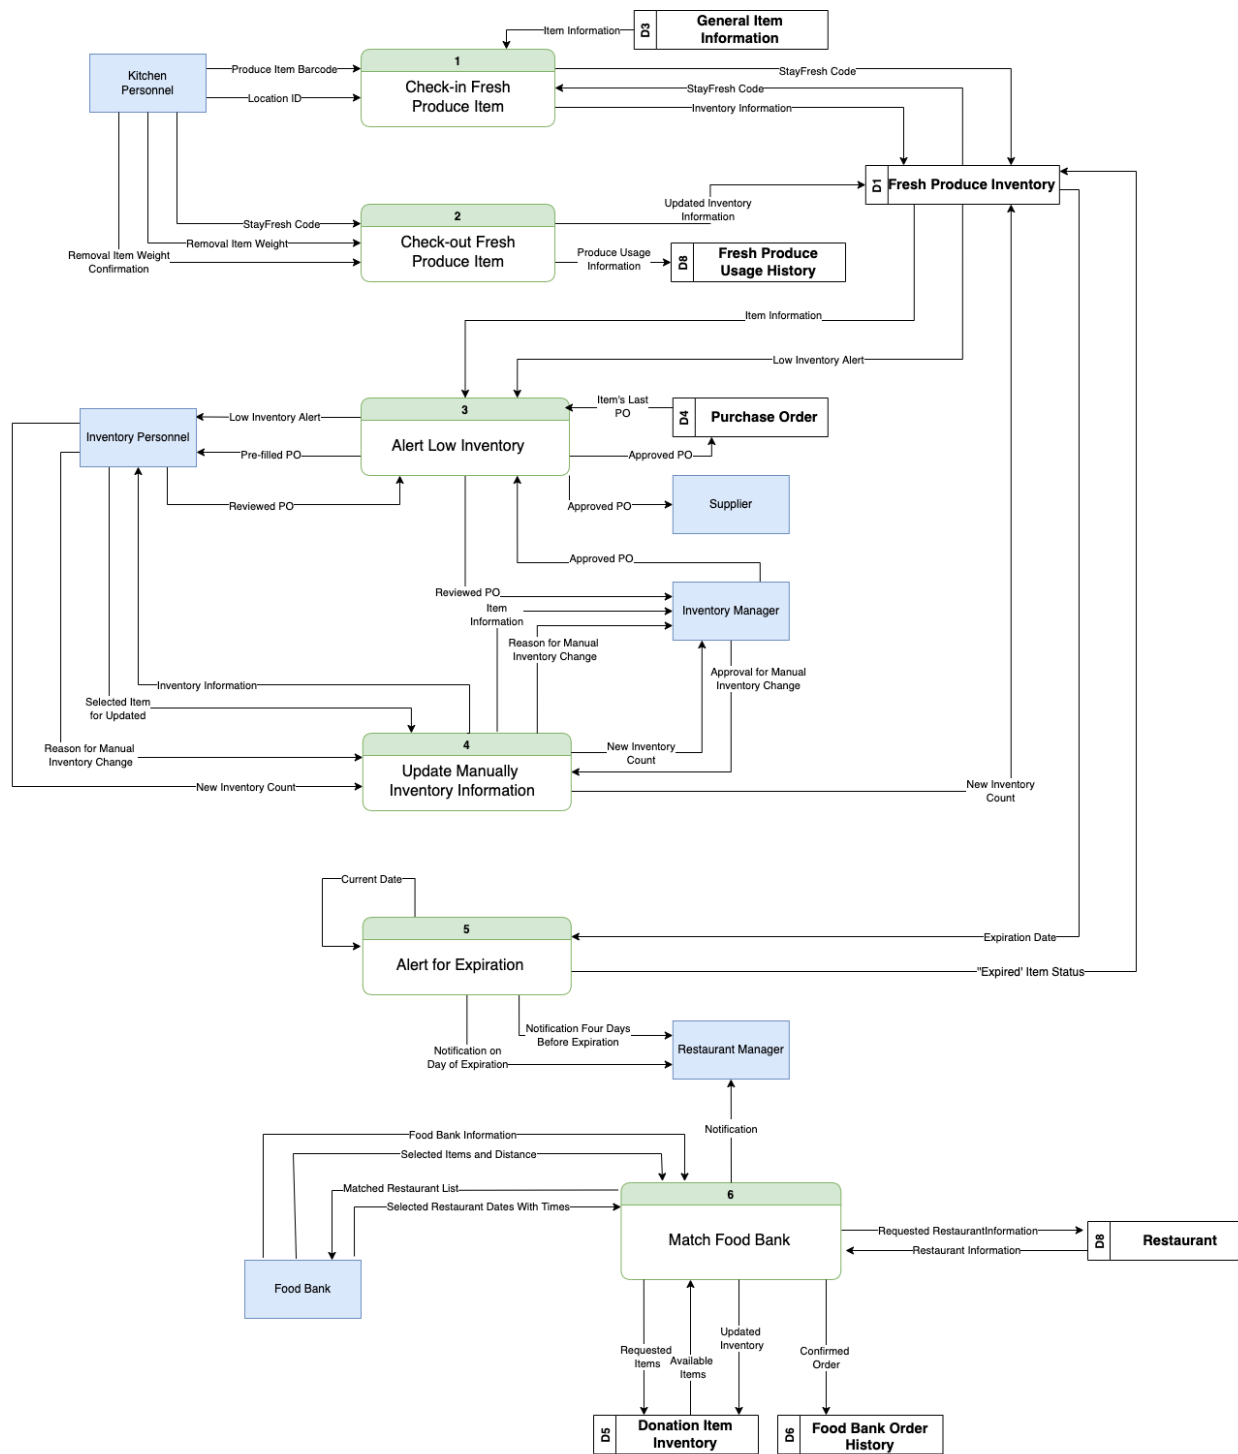 D3
General Item
Information
Item Information
Kitchen
Personnel
Produce Item Barcode
Location ID
1
Check-in Fresh
Produce Item
StayFresh Code
StayFresh Code
Inventory Information
D1
Fresh Produce Inventory
StayFresh Code
Removal Item Weight
Removal Item Weight
Confirmation
2
Check-out Fresh
Produce Item
Updated Inventory
Information
Produce Usage
Information
D8
Fresh Produce
Usage History
Item Information
Low Inventory Alert
Inventory Personnel
Low Inventory Alert
Pre-filled PO
Reviewed PO
3
Alert Low Inventory
Item's Last
PO
D4
Purchase Order
Approved PO
Approved PO
Supplier
Approved PO
Reviewed PO
Item
Information
Reason for Manual
Inventory Change
Inventory Manager
Approval for Manual
Inventory Change
Inventory Information
Selected Item
for Updated
Reason for Manual
Inventory Change
New Inventory Count
4
Update Manually
Inventory Information
New Inventory
Count
New Inventory
Count
Current Date
5
Alert for Expiration
Expiration Date
"Expired' Item Status
Notification Four Days
Before Expiration
Notification on
Day of Expiration
Restaurant Manager
Notification
Food Bank Information
Selected Items and Distance
Matched Restaurant List
Selected Restaurant Dates With Times
Food Bank
6
Match Food Bank
Requested RestaurantInformation
Restaurant Information
D8
Restaurant
Requested
Items
Available
Items
Updated
Inventory
Confirmed
Order
D5
Donation Item
Inventory
D6
Food Bank Order
History